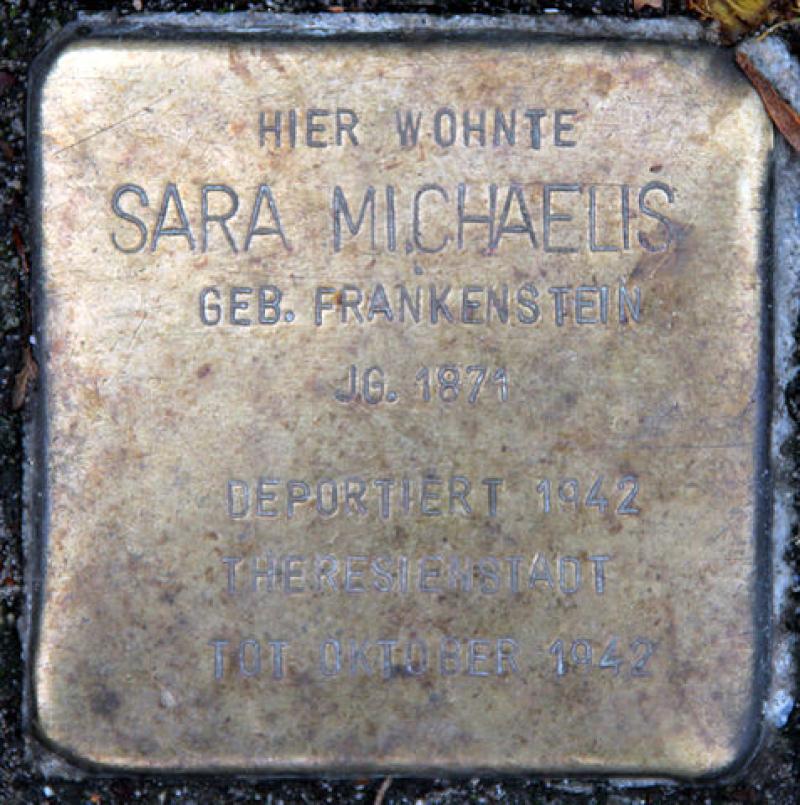 HIER WOHNTE
SARA MICHAELIS
GEB. FRANKENSTEIN
JG. 1871
DEPORTIERT 1942
THERESIENSTADT
TOT OKTOBER 1942